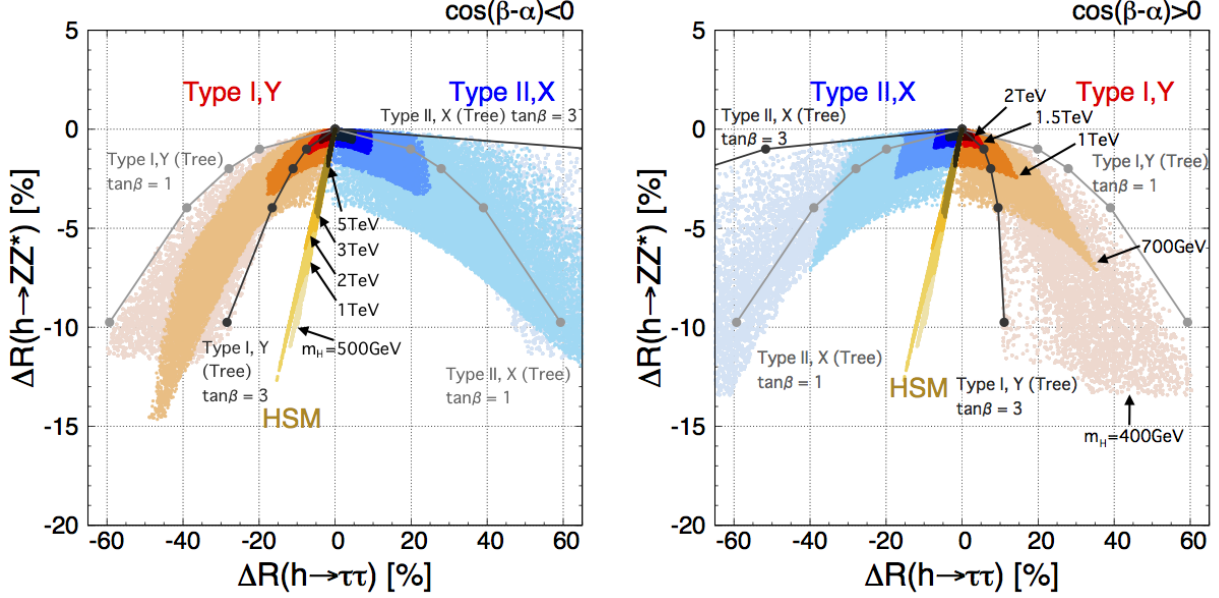 cos(β-α)<0
5
0
-5
-10
-15
-20
ΔR(h→ZZ*) [%]
Type I,Y
Type II,X
Type II, X (Tree) tanβ = 3
Type I,Y (Tree)
tanβ = 1
5TeV
3TeV
2TeV
1TeV
m_H=500GeV
Type I, Y
(Tree)
tanβ = 3
Type II, X (Tree)
tanβ = 1
HSM
-60 -40 -20 0 20 40 60
ΔR(h→ττ) [%]
cos(β-α)>0
5
0
-5
-10
-15
-20
ΔR(h→ZZ*) [%]
Type II,X
Type I,Y
2TeV
1.5TeV
1TeV
Type II, X (Tree)
tanβ = 3
Type I,Y (Tree)
tanβ = 1
700GeV
Type II, X (Tree)
tanβ = 1
HSM
Type I, Y (Tree)
tanβ = 3
m_H=400GeV
-60 -40 -20 0 20 40 60
ΔR(h→ττ) [%]